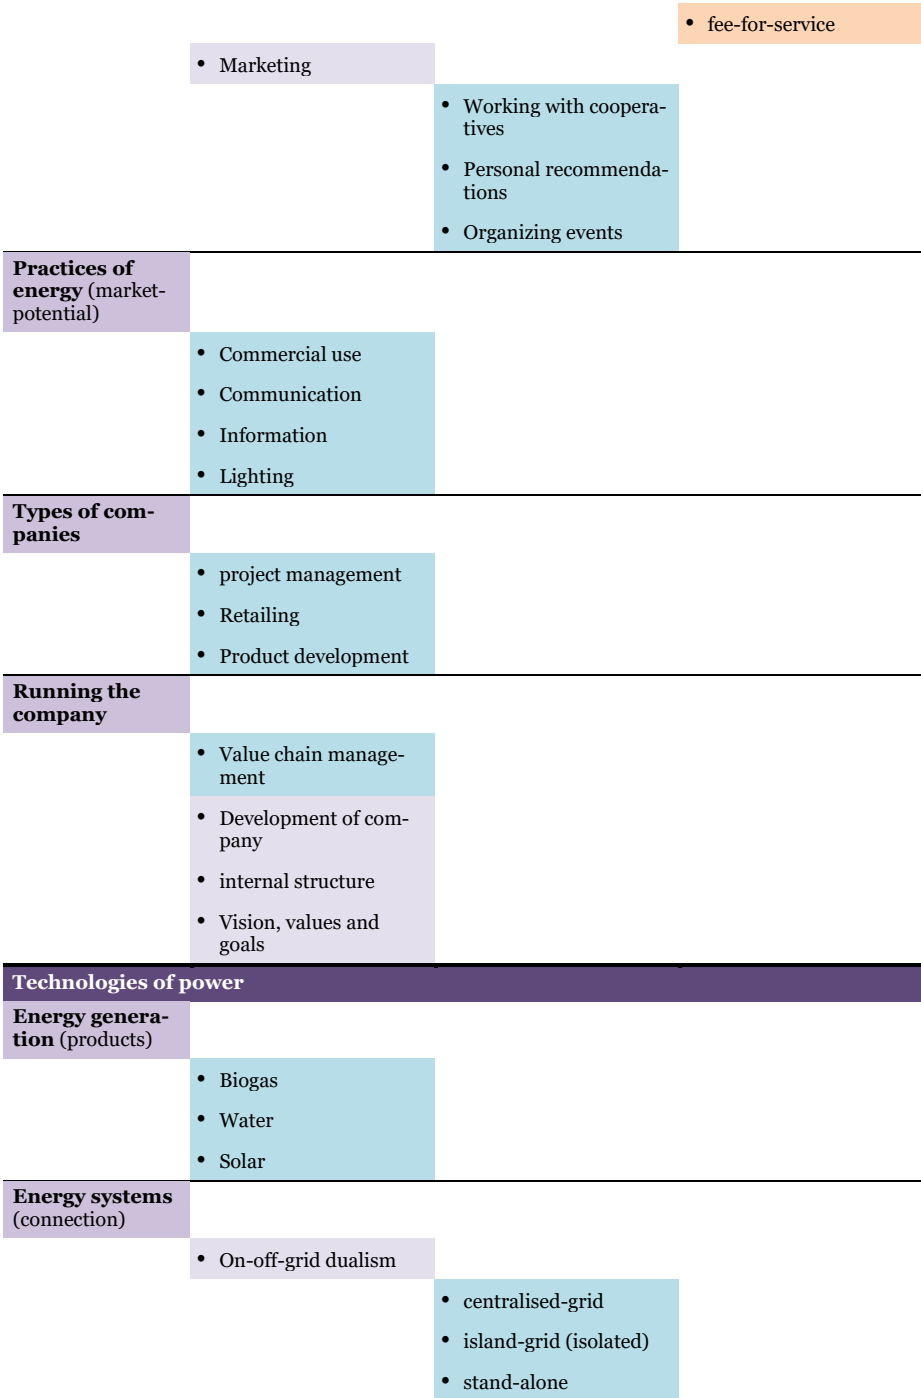 • fee-for-service
• Marketing
• Working with coopera-
tives
• Personal recommenda-
tions
• Organizing events
Practices of
energy (market-
potential)
• Commercial use
• Communication
• Information
• Lighting
Types of com-
panies
• project management
• Retailing
• Product development
Running the
company
• Value chain manage-
ment
• Development of com-
pany
• internal structure
• Vision, values and
goals
Technologies of power
Energy genera-
tion (products)
• Biogas
• Water
• Solar
Energy systems
(connection)
• On-off-grid dualism
• centralised-grid
• island-grid (isolated)
• stand-alone